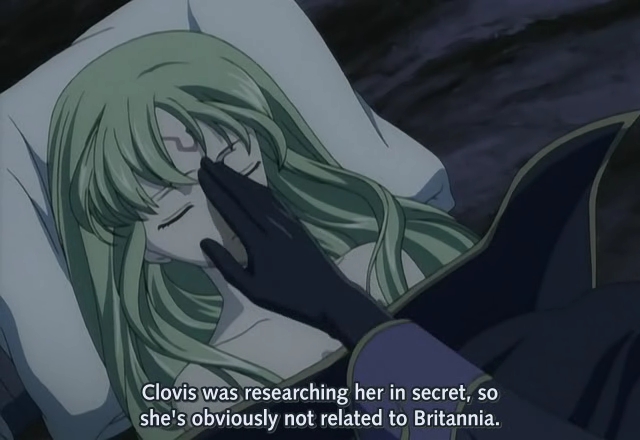 Clovis was researching her in secret, so
she's obviously not related to Britannia.